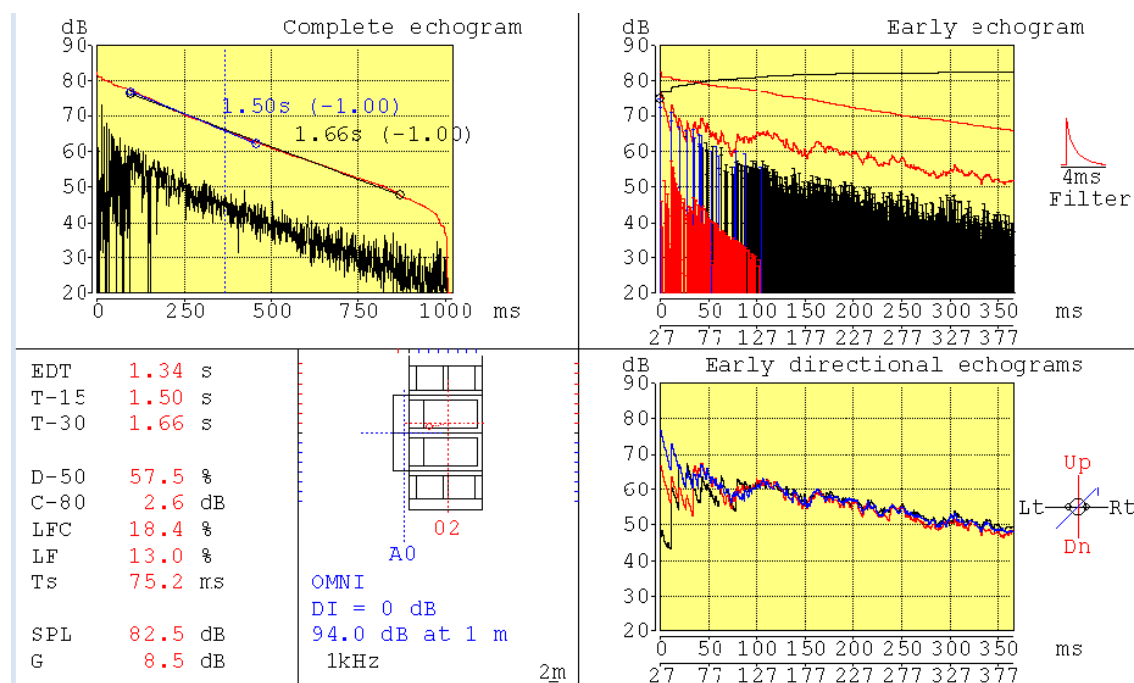 dB Complete echogram
90
80
70
60
50
40
30
20
1.50s (-1.00)
1.66s (-1.00)
0 250 500 750 1000 ms
dB Early echogram
90
80
70
60
50
40
30
20
0 50 100 150 200 250 300 350 ms
27 77 127 177 227 277 327 377
4ms
Filter
EDT 1.34 s
T-15 1.50 s
T-30 1.66 s
D-50 57.5 %
C-80 2.6 dB
LFC 18.4 %
LF 13.0 %
Ts 75.2 ms
SPL 82.5 dB
G 8.5 dB
02
A0
OMNI
DI = 0 dB
94.0 dB at 1 m
1kHz
2m
dB Early directional echograms
90
80
70
60
50
40
30
20
0 50 100 150 200 250 300 350 ms
27 77 127 177 227 277 327 377
Up
Lt Rt
Dn